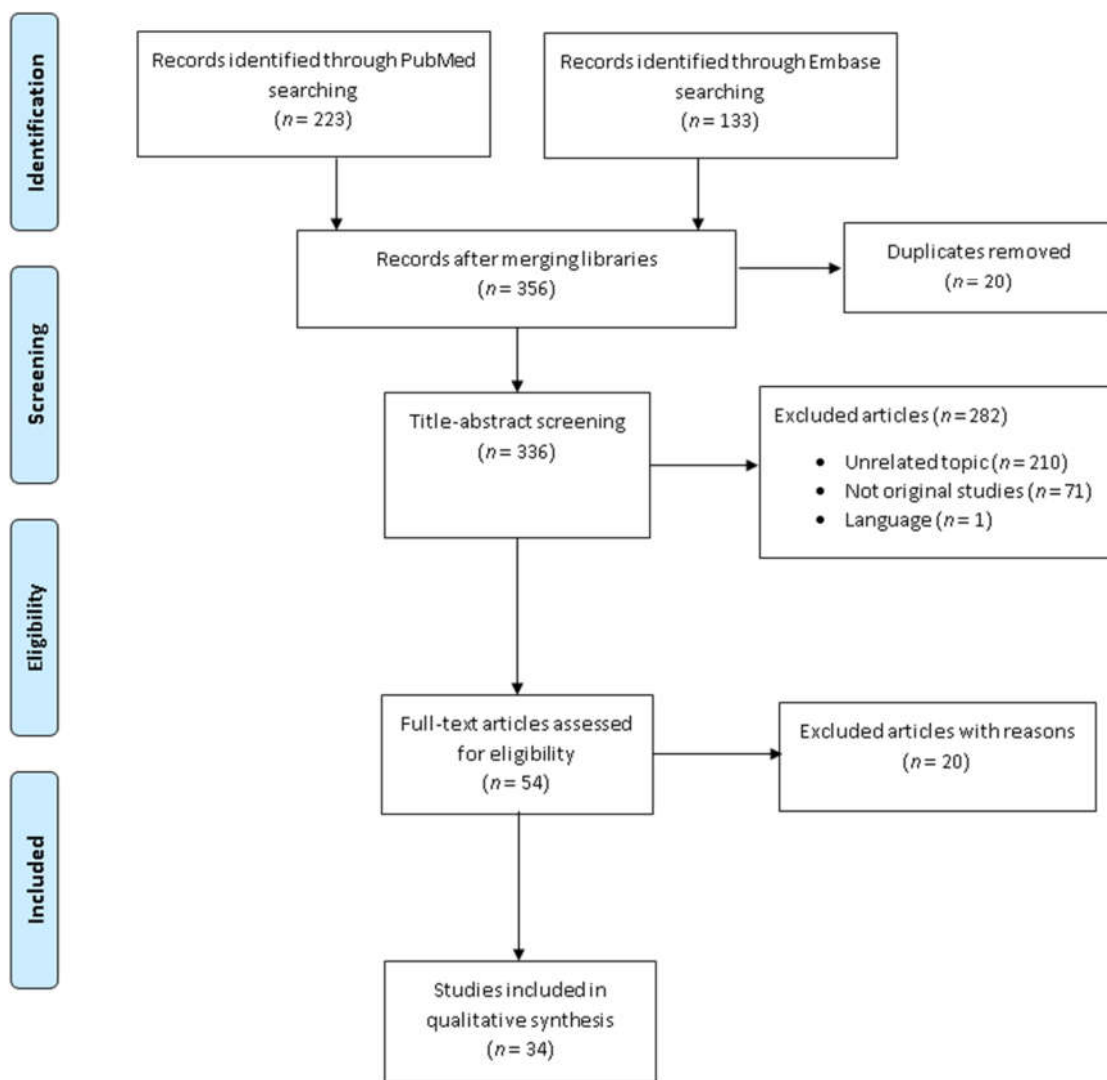 Identification
Records identified through PubMed
searching
(n = 223)
Records identified through Embase
searching
(n = 133)
Records after merging libraries
(n = 356)
Duplicates removed
(n = 20)
Screening
Title-abstract screening
(n = 336)
Excluded articles (n = 282)
• Unrelated topic (n = 210)
• Not original studies (n = 71)
• Language (n = 1)
Eligibility
Full-text articles assessed
for eligibility
(n = 54)
Excluded articles with reasons
(n = 20)
Included
Studies included in
qualitative synthesis
(n = 34)